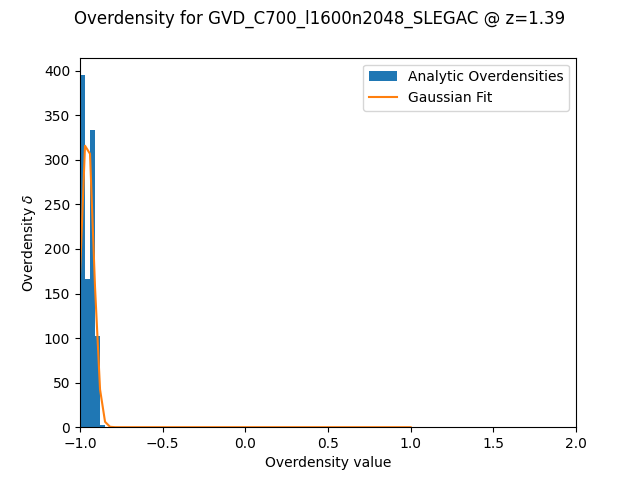 Overdensity for GVD_C700_l1600n2048_SLEGAC @ z=1.39
Analytic Overdensities
Gaussian Fit
400
350
300
250
200
150
100
50
0
Overdensity δ
−1.0 −0.5 0.0 0.5 1.0 1.5 2.0
Overdensity value